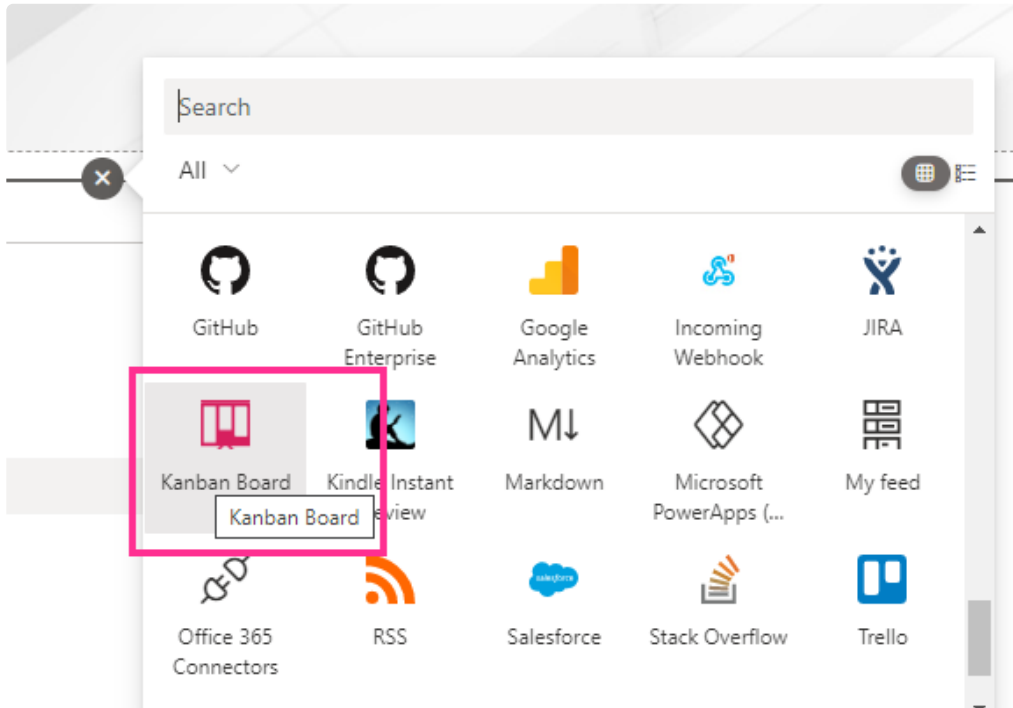 Search
All
GitHub
GitHub
Enterprise
Google
Analytics
Incoming
Webhook
JIRA
Kanban Board
Kindle Instant
eview
Markdown
Microsoft
PowerApps (...
My feed
Kanban Board
Office 365
Connectors
RSS
salesforce
Salesforce
Stack Overflow
Trello